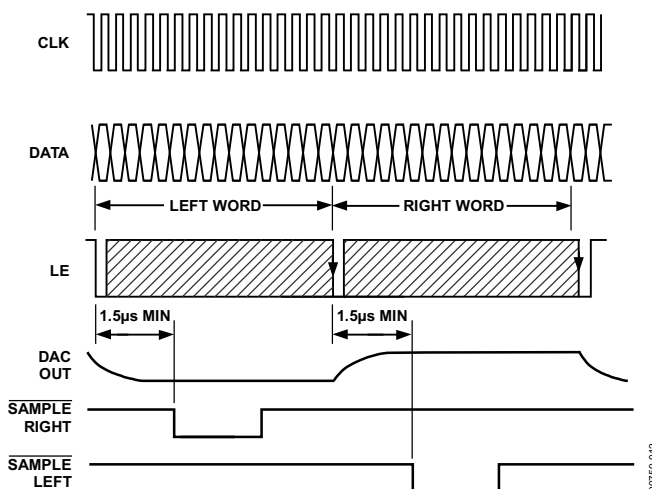 CLK
DATA
LEFT WORD
RIGHT WORD
LE
1.5µs MIN
1.5µs MIN
DAC
OUT
SAMPLE
RIGHT
SAMPLE
LEFT